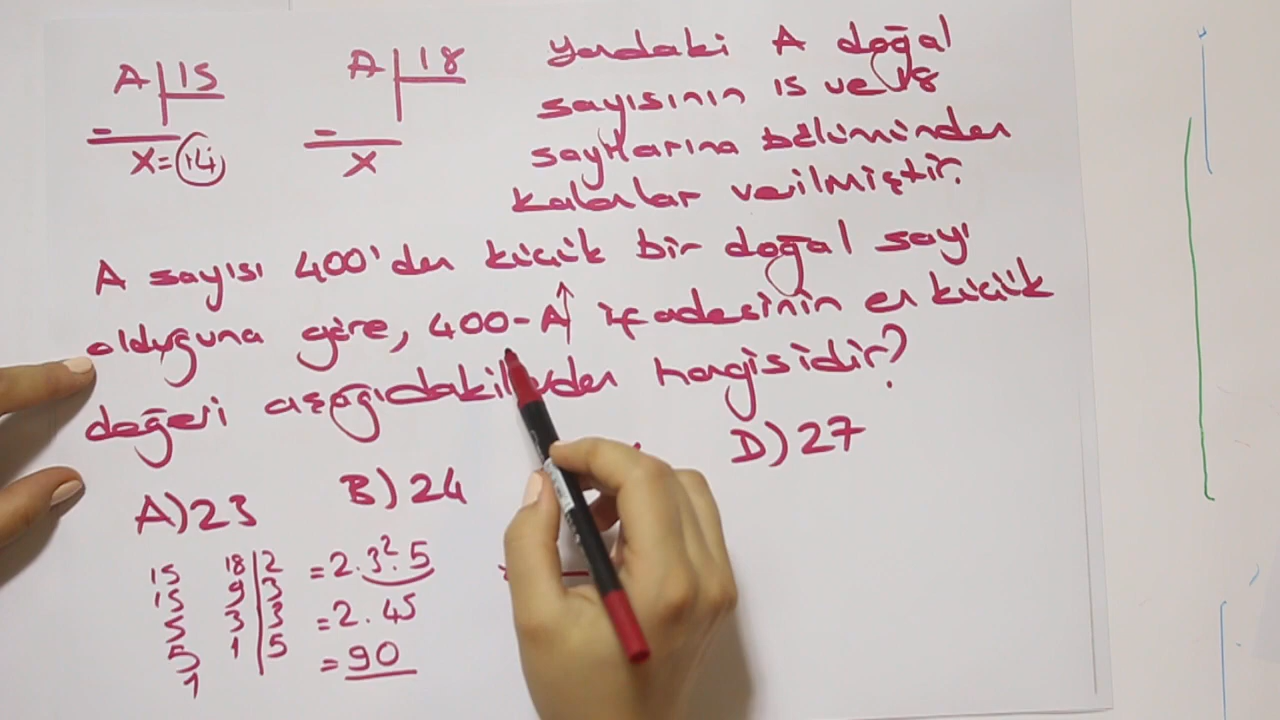 A 15
x=14
A 18
x
Yandaki A doğal
sayısının 15 ve 18
sayılarına bölümünden
kalanlar verilmiştir.
A sayısı 400'den küçük bir doğal sayı
olduğuna göre, 400-A ifadesinin en küçük
değeri aşağıdakilerden hangisidir?
A) 23 B) 24 D) 27
15 18 2 = 2.3².5
15 9 3
5 3 3 = 2.45
5 1 5 = 90
1